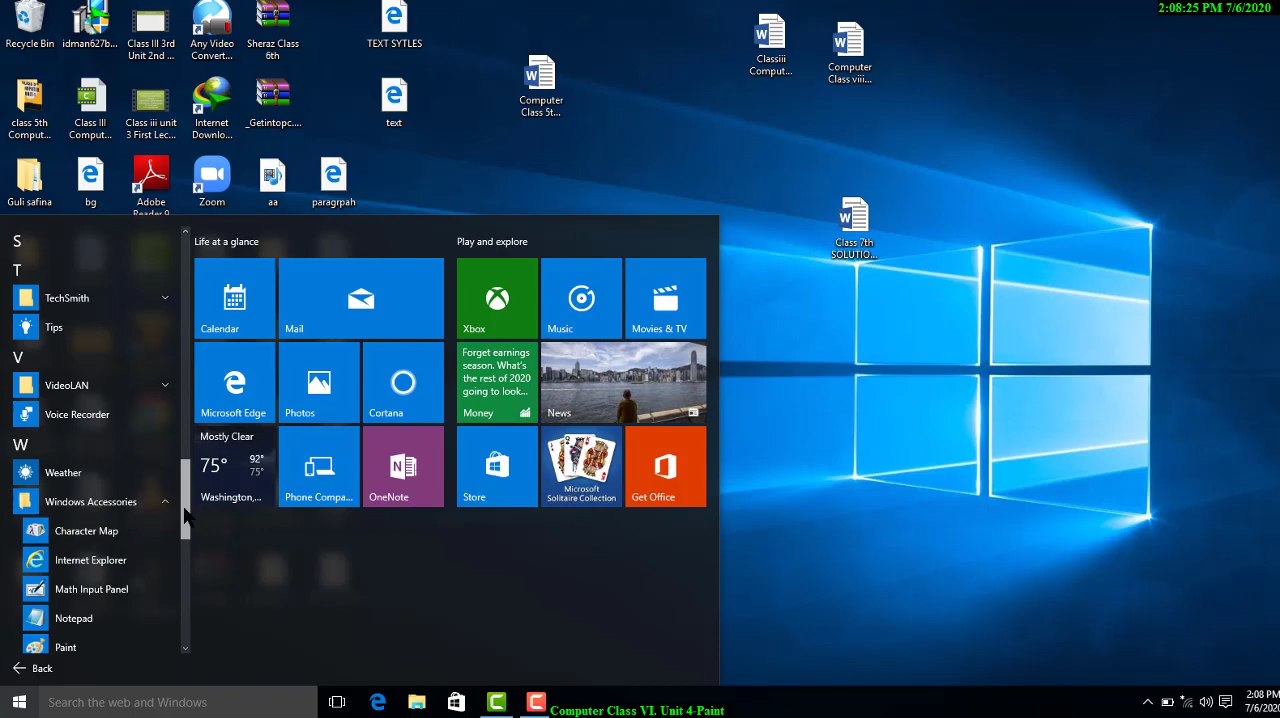 2:08:25 PM 7/6/2020
Recycle Bin
idman627b...
Class III 3rd
Unit 2nd ...
Any Video
Convert...
Sheraz Class
6th
TEXT SYTLES
Classiii
Comput...
Computer
Class viii...
Computer
Class 5t...
class 5th
Comput...
Class III
Comput...
Class iii unit
3 First Lec...
Internet
Downlo...
_Getintopc....
text
Guli safina
bg
Adobe
Reader 9
Zoom
aa
paragrpah
Class 7th
SOLUTIO...
S
T
TechSmith
Tips
V
VideoLAN
Voice Recorder
W
Weather
Windows Accessories
Character Map
Internet Explorer
Math Input Panel
Notepad
Paint
Back
Life at a glance
Calendar
Mail
Microsoft Edge
Photos
Cortana
Mostly Clear
75° 92°
75°
Washington,...
Phone Compa...
OneNote
Play and explore
Xbox
Music
Movies & TV
Forget earnings
season. What's
the rest of 2020
going to look...
Money
News
Store
Microsoft
Solitaire Collection
Get Office
Search the web and Windows
Computer Class VI. Unit 4-Paint
2:08 PM
7/6/202